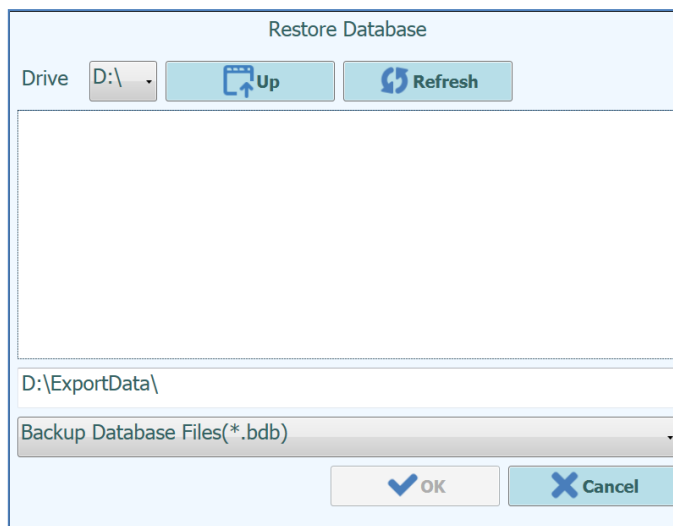 Restore Database
Drive D:\ Up Refresh
D:\ExportData\
Backup Database Files(*.bdb)
OK Cancel